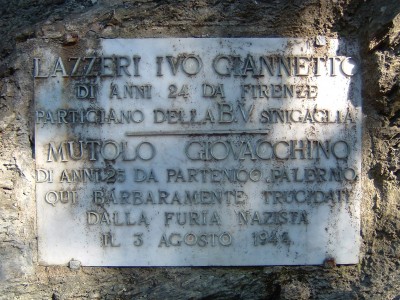 LAZZERI IVO GIANNETTO
DI ANNI 24 DA FIRENZE
PARTIGIANO DELLA B.V. SINIGAGLIA
MUTOLO GIOVACCHINO
DI ANNI 25 DA PARTENICO PALERMO
QUI BARBARAMENTE TRUCIDATI
DALLA FURIA NAZISTA
IL 3 AGOSTO 1944